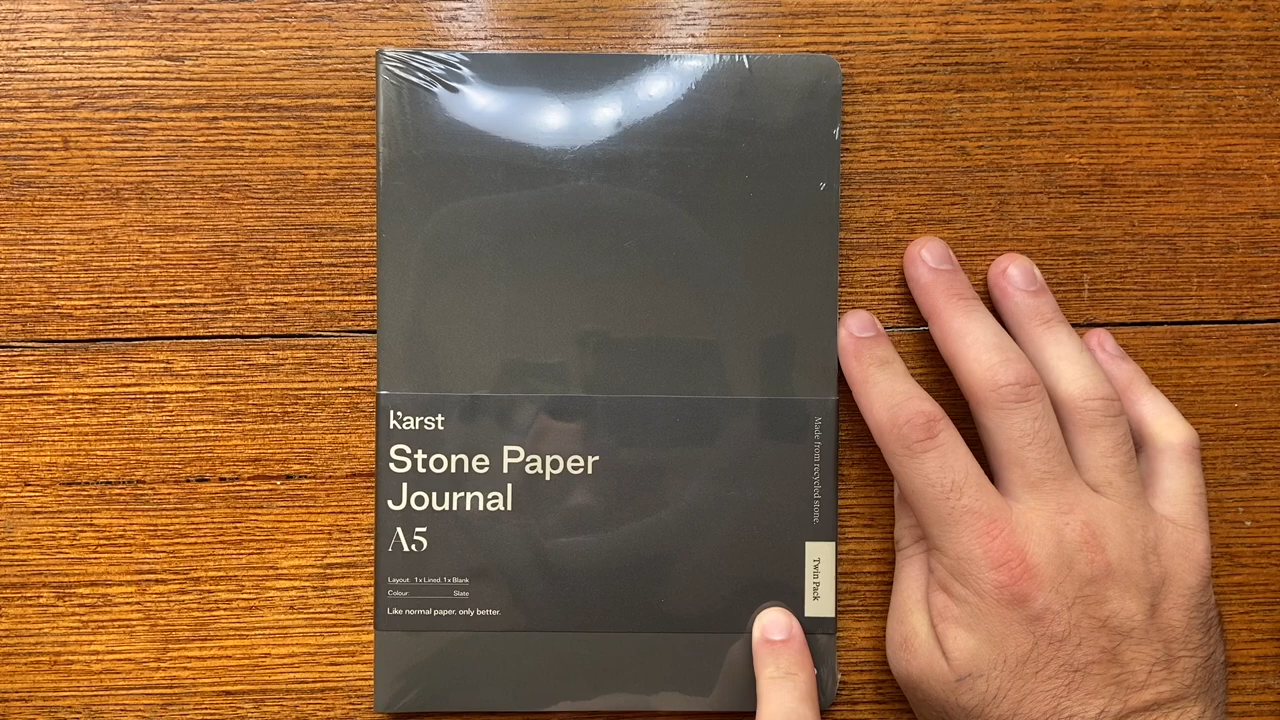 k'arst
Stone Paper
Journal
A5
Layout: 1 x Lined, 1 x Blank
Colour: Slate
Like normal paper, only better.
Made from recycled stone.
Twin Pack